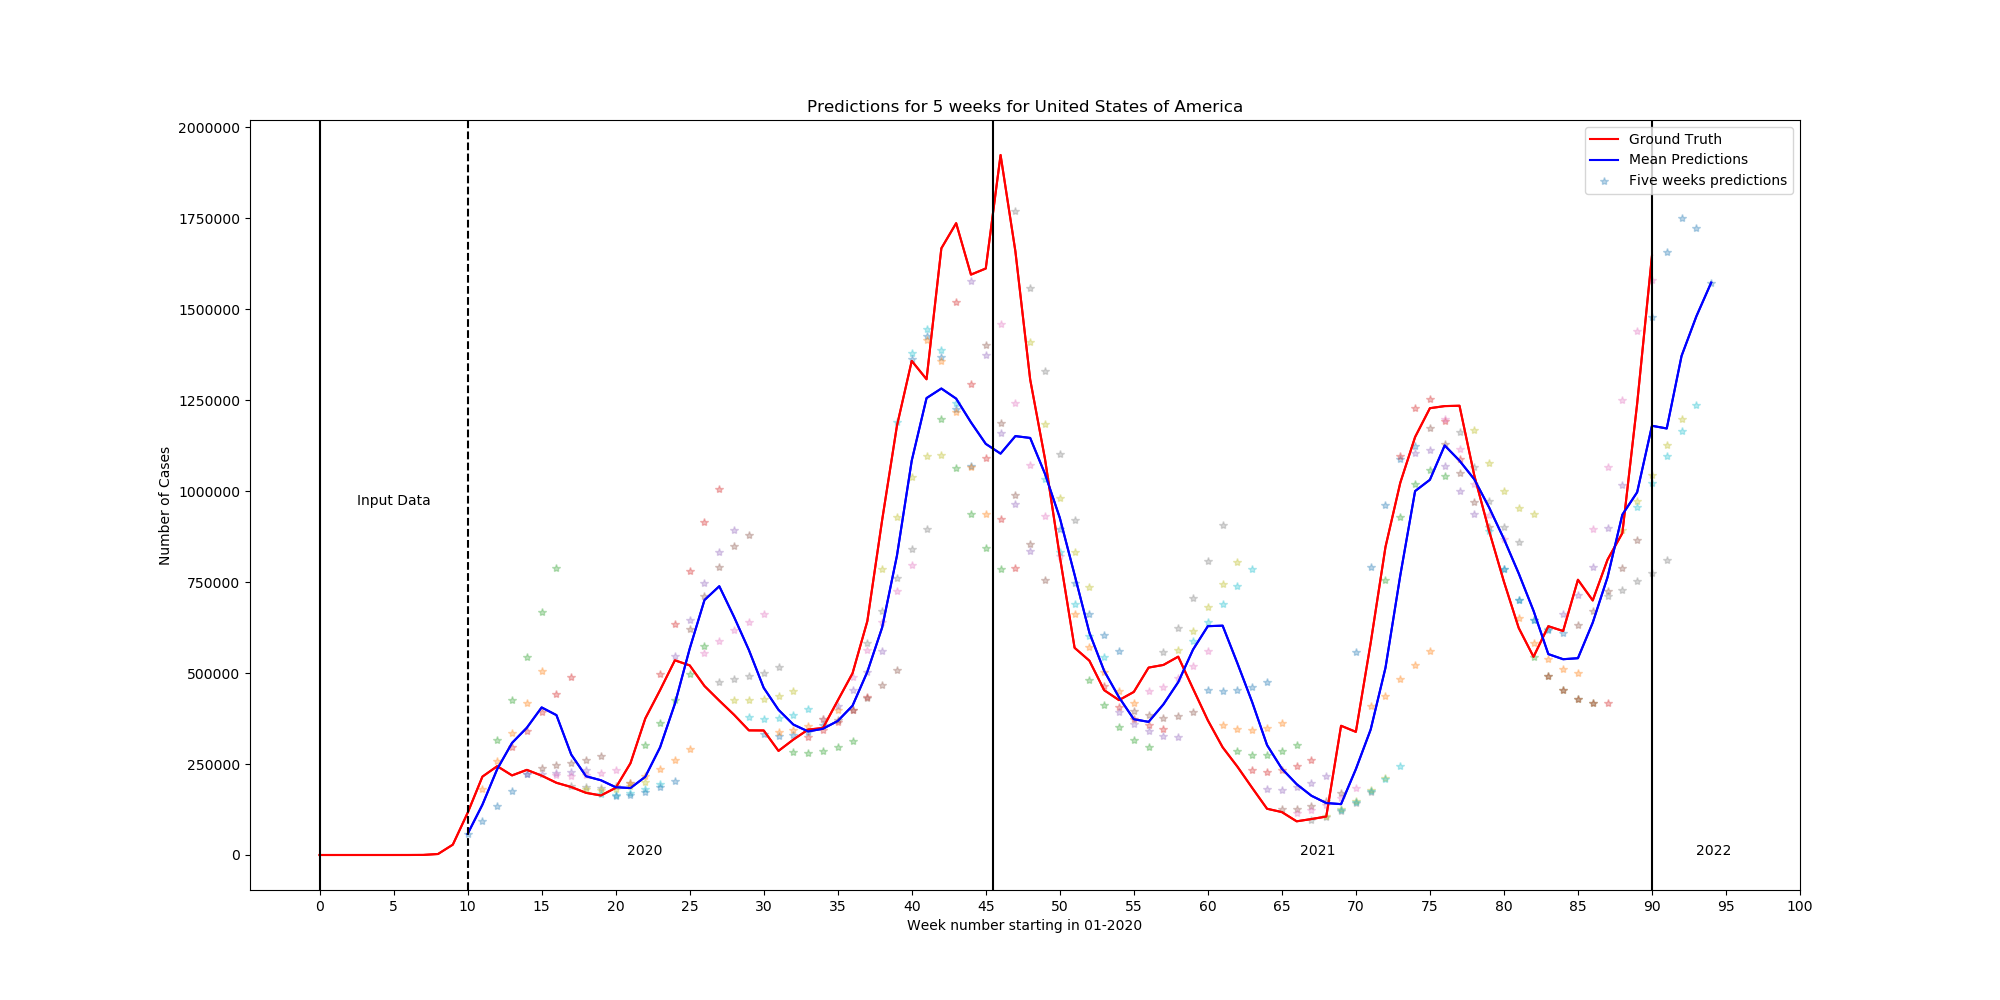 Predictions for 5 weeks for United States of America
Ground Truth
Mean Predictions
Five weeks predictions
Number of Cases
2000000
1750000
1500000
1250000
1000000
750000
500000
250000
0
Input Data
2020
2021
2022
0 5 10 15 20 25 30 35 40 45 50 55 60 65 70 75 80 85 90 95 100
Week number starting in 01-2020